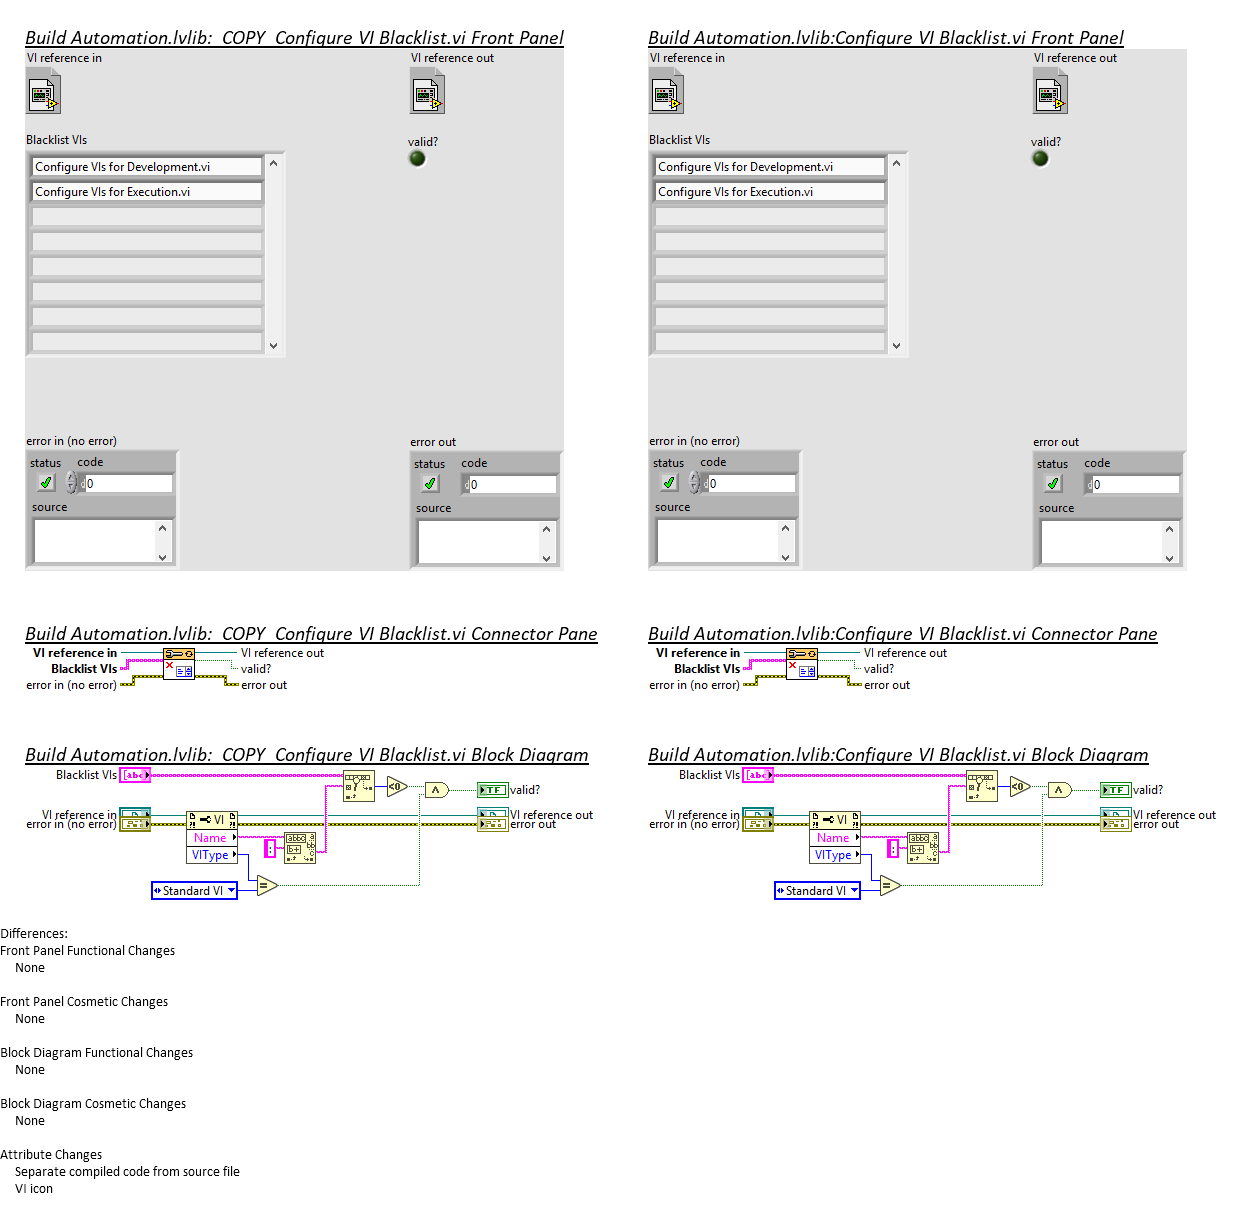 Build Automation.lvlib:  COPY  Configure VI Blacklist.vi Front Panel
VI reference in
VI reference out
Blacklist VIs
valid?
Configure VIs for Development.vi
Configure VIs for Execution.vi
error in (no error)
error out
status code
0
source
status code
0
source
Build Automation.lvlib:Configure VI Blacklist.vi Front Panel
VI reference in
VI reference out
Blacklist VIs
valid?
Configure VIs for Development.vi
Configure VIs for Execution.vi
error in (no error)
error out
status code
0
source
status code
0
source
Build Automation.lvlib:  COPY  Configure VI Blacklist.vi Connector Pane
VI reference in
VI reference out
Blacklist VIs
valid?
error in (no error)
error out
Build Automation.lvlib:Configure VI Blacklist.vi Connector Pane
VI reference in
VI reference out
Blacklist VIs
valid?
error in (no error)
error out
Build Automation.lvlib:  COPY  Configure VI Blacklist.vi Block Diagram
Blacklist VIs
abc
<0
TF
valid?
VI reference in
VI reference out
error in (no error)
error out
VI
Name
VIType
:
Standard VI
=
Build Automation.lvlib:Configure VI Blacklist.vi Block Diagram
Blacklist VIs
abc
<0
TF
valid?
VI reference in
VI reference out
error in (no error)
error out
VI
Name
VIType
:
Standard VI
=
Differences:
Front Panel Functional Changes
None
Front Panel Cosmetic Changes
None
Block Diagram Functional Changes
None
Block Diagram Cosmetic Changes
None
Attribute Changes
Separate compiled code from source file
VI icon